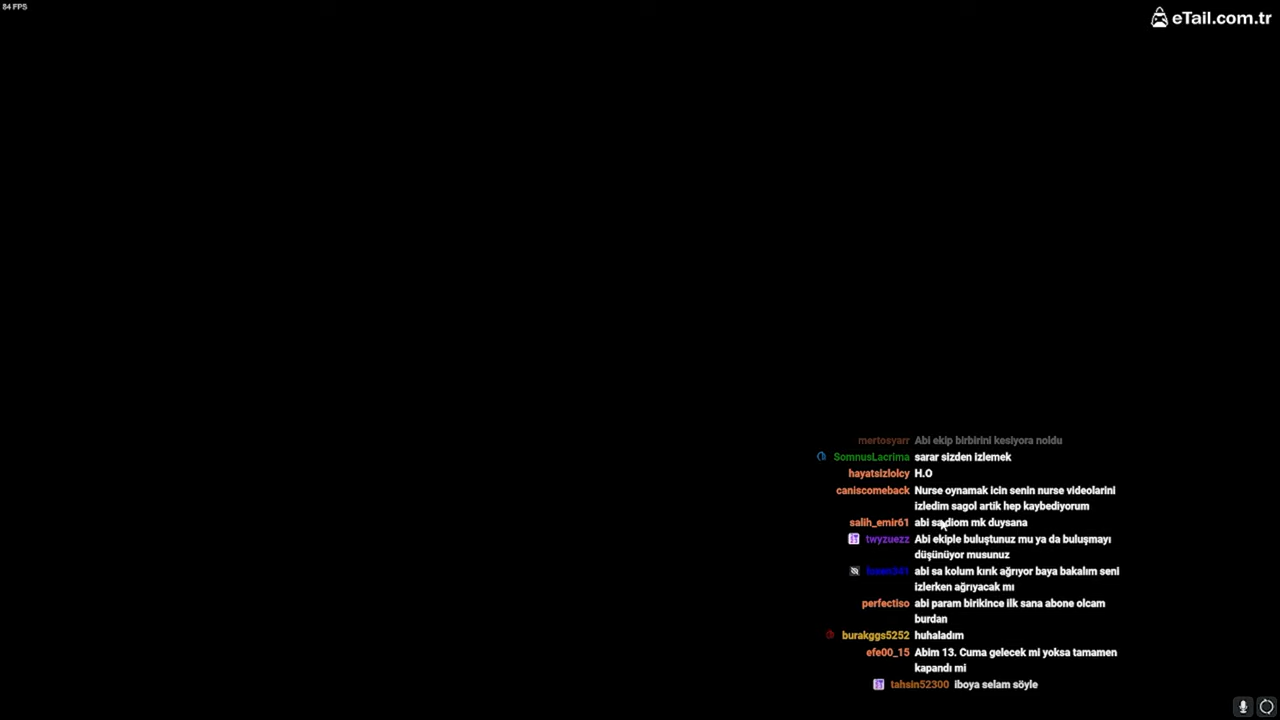 84 FPS
eTail.com.tr
mertosyarr Abi ekip birbirini kesiyora noldu
SomnusLacrima sarar sizden izlemek
hayatsizlolcy H.O
caniscomeback Nurse oynamak icin senin nurse videolarini
izledim sagol artik hep kaybediyorum
salih_emir61 abi sa diom mk duysana
twyzuezz Abi ekiple buluştunuz mu ya da buluşmayı
düşünüyor musunuz
abi sa kolum kırık ağrıyor baya bakalım seni
izlerken ağrıyacak mı
perfectiso abi param birikince ilk sana abone olcam
burdan
burakggs5252 huhaladım
efe00_15 Abim 13. Cuma gelecek mi yoksa tamamen
kapandı mi
tahsin52300 iboya selam söyle